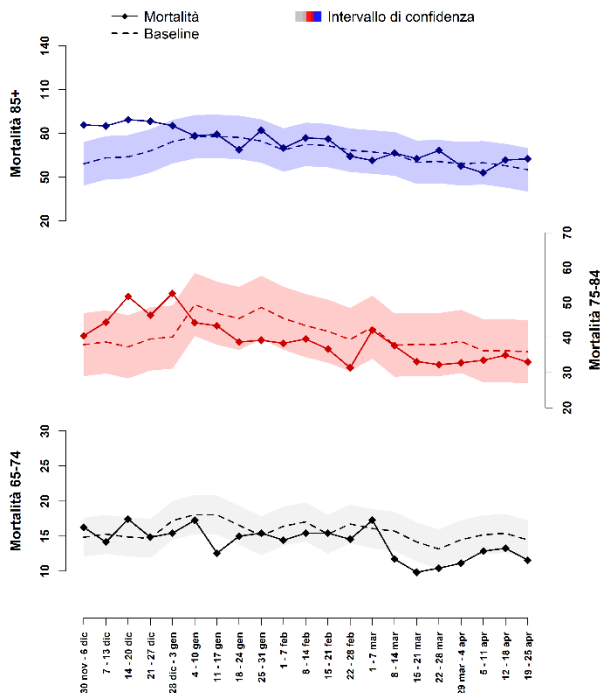 Mortalità
Intervallo di confidenza
Baseline
Mortalità 85+
140
110
80
50
20
Mortalità 75-84
70
60
50
40
30
20
Mortalità 65-74
30
25
20
15
10
30 nov - 6 dic
7 - 13 dic
14 - 20 dic
21 - 27 dic
28 dic - 3 gen
4 - 10 gen
11 - 17 gen
18 - 24 gen
25 - 31 gen
1 - 7 feb
8 - 14 feb
15 - 21 feb
22 - 28 feb
1 - 7 mar
8 - 14 mar
15 - 21 mar
22 - 28 mar
29 mar - 4 apr
5 - 11 apr
12 - 18 apr
19 - 25 apr